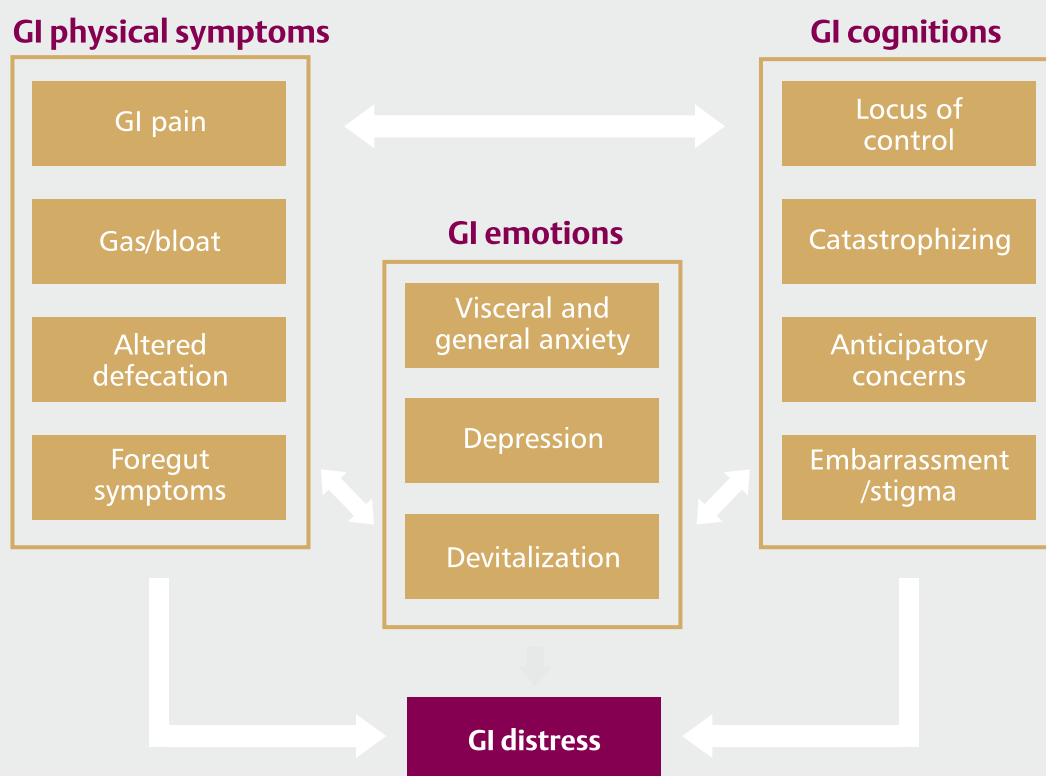 GI physical symptoms
GI pain
Gas/bloat
Altered
defecation
Foregut
symptoms
GI emotions
Visceral and
general anxiety
Depression
Devitalization
GI cognitions
Locus of
control
Catastrophizing
Anticipatory
concerns
Embarrassment
/stigma
GI distress